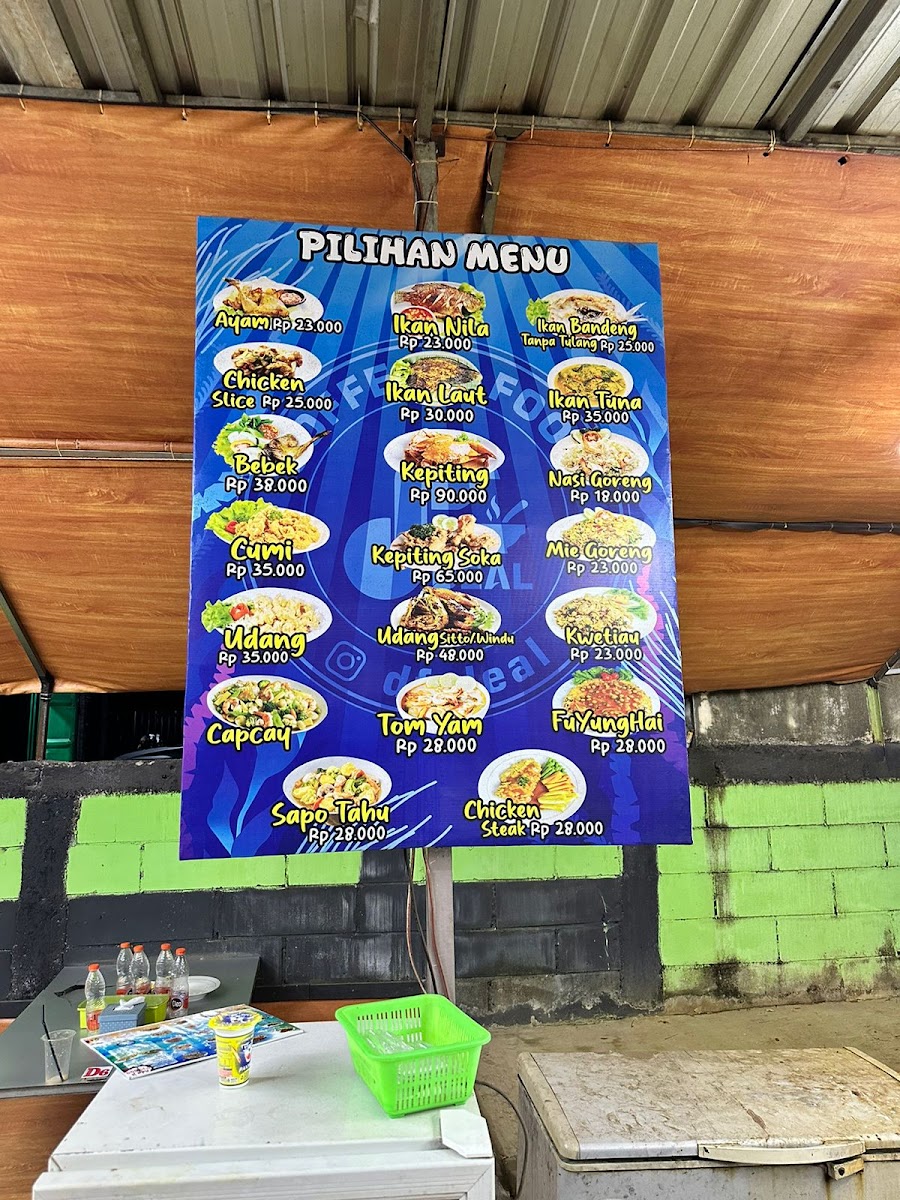 PILIHAN MENU
Ayam Rp 23.000
Ikan Nila
Rp 23.000
Ikan Bandeng
Tanpa Tulang Rp 25.000
Chicken
Slice Rp 25.000
Ikan Laut
Rp 30.000
Ikan Tuna
Rp 35.000
Bebek
Rp 38.000
Kepiting
Rp 90.000
Nasi Goreng
Rp 18.000
Cumi
Rp 35.000
Kepiting Soka
Rp 65.000
Mie Goreng
Rp 23.000
Udang
Rp 35.000
Udang Sitto/.Windu
Rp 48.000
Kwetiau
Rp 23.000
Capcay
Tom Yam
Rp 28.000
FuYungHai
Rp 28.000
Sapo Tahu
Rp 28.000
Chicken
Steak Rp 28.000